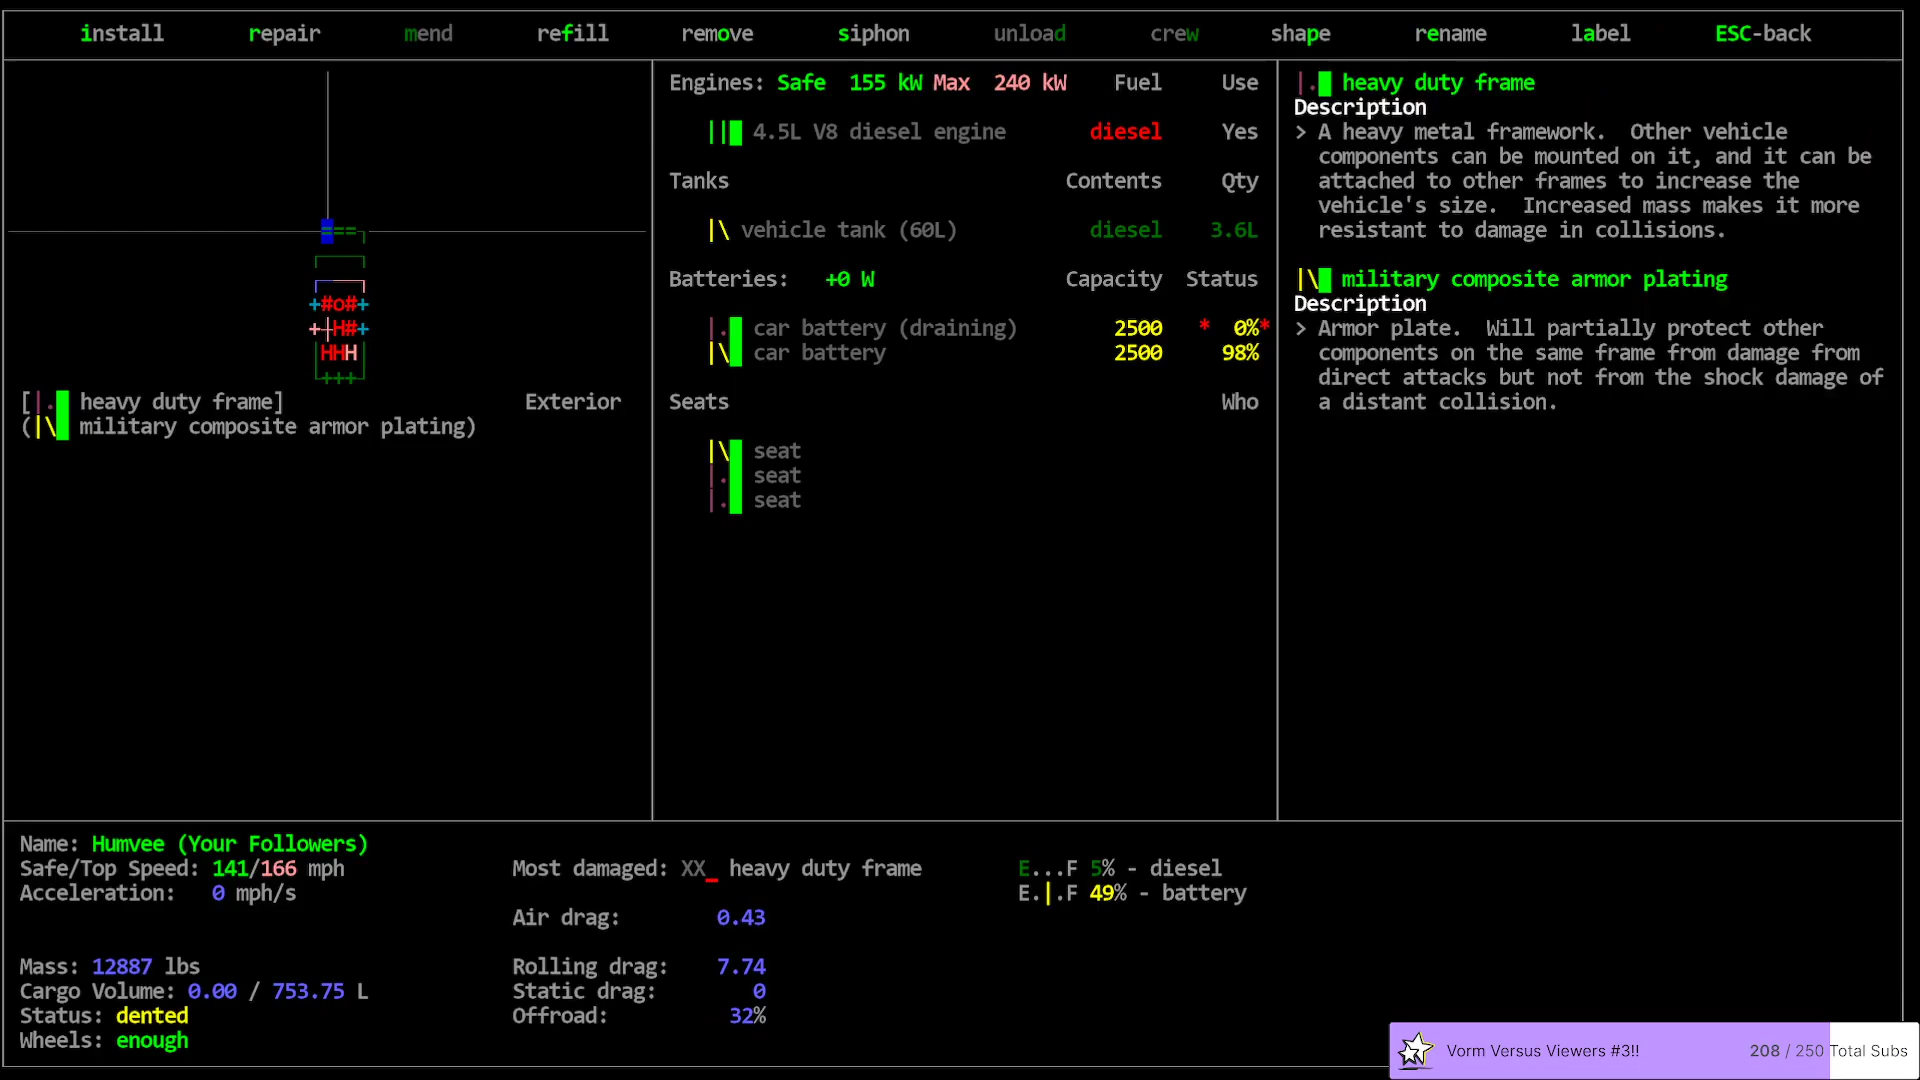 install repair mend refill remove siphon unload crew shape rename label ESC-back
Engines: Safe 155 kW Max 240 kW Fuel Use
||█ 4.5L V8 diesel engine diesel Yes
Tanks Contents Qty
|\ vehicle tank (60L) diesel 3.6L
Batteries: +0 W Capacity Status
|.█ car battery (draining) 2500 * 0%*
|\█ car battery 2500 98%
Seats Who
|\█ seat
|.█ seat
|.█ seat
+#o#+
+┼H#+
HHH
+++
[|.█ heavy duty frame] Exterior
(|\█ military composite armor plating)
|.█ heavy duty frame
Description
> A heavy metal framework.  Other vehicle
components can be mounted on it, and it can be
attached to other frames to increase the
vehicle's size.  Increased mass makes it more
resistant to damage in collisions.
|\█ military composite armor plating
Description
> Armor plate.  Will partially protect other
components on the same frame from damage from
direct attacks but not from the shock damage of
a distant collision.
Name: Humvee (Your Followers)
Safe/Top Speed: 141/166 mph
Acceleration: 0 mph/s
Mass: 12887 lbs
Cargo Volume: 0.00 / 753.75 L
Status: dented
Wheels: enough
Most damaged: XX_ heavy duty frame
Air drag: 0.43
Rolling drag: 7.74
Static drag: 0
Offroad: 32%
E...F 5% - diesel
E.|.F 49% - battery
Vorm Versus Viewers #3!! 208 / 250 Total Subs